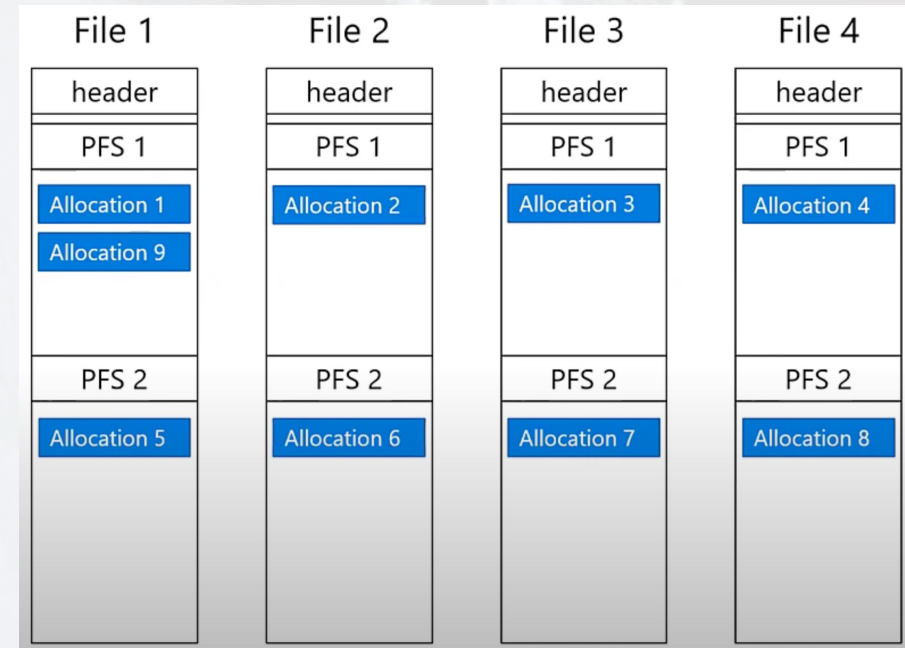 File 1
File 2
File 3
File 4
header
header
header
header
PFS 1
PFS 1
PFS 1
PFS 1
Allocation 1
Allocation 2
Allocation 3
Allocation 4
Allocation 9
PFS 2
PFS 2
PFS 2
PFS 2
Allocation 5
Allocation 6
Allocation 7
Allocation 8